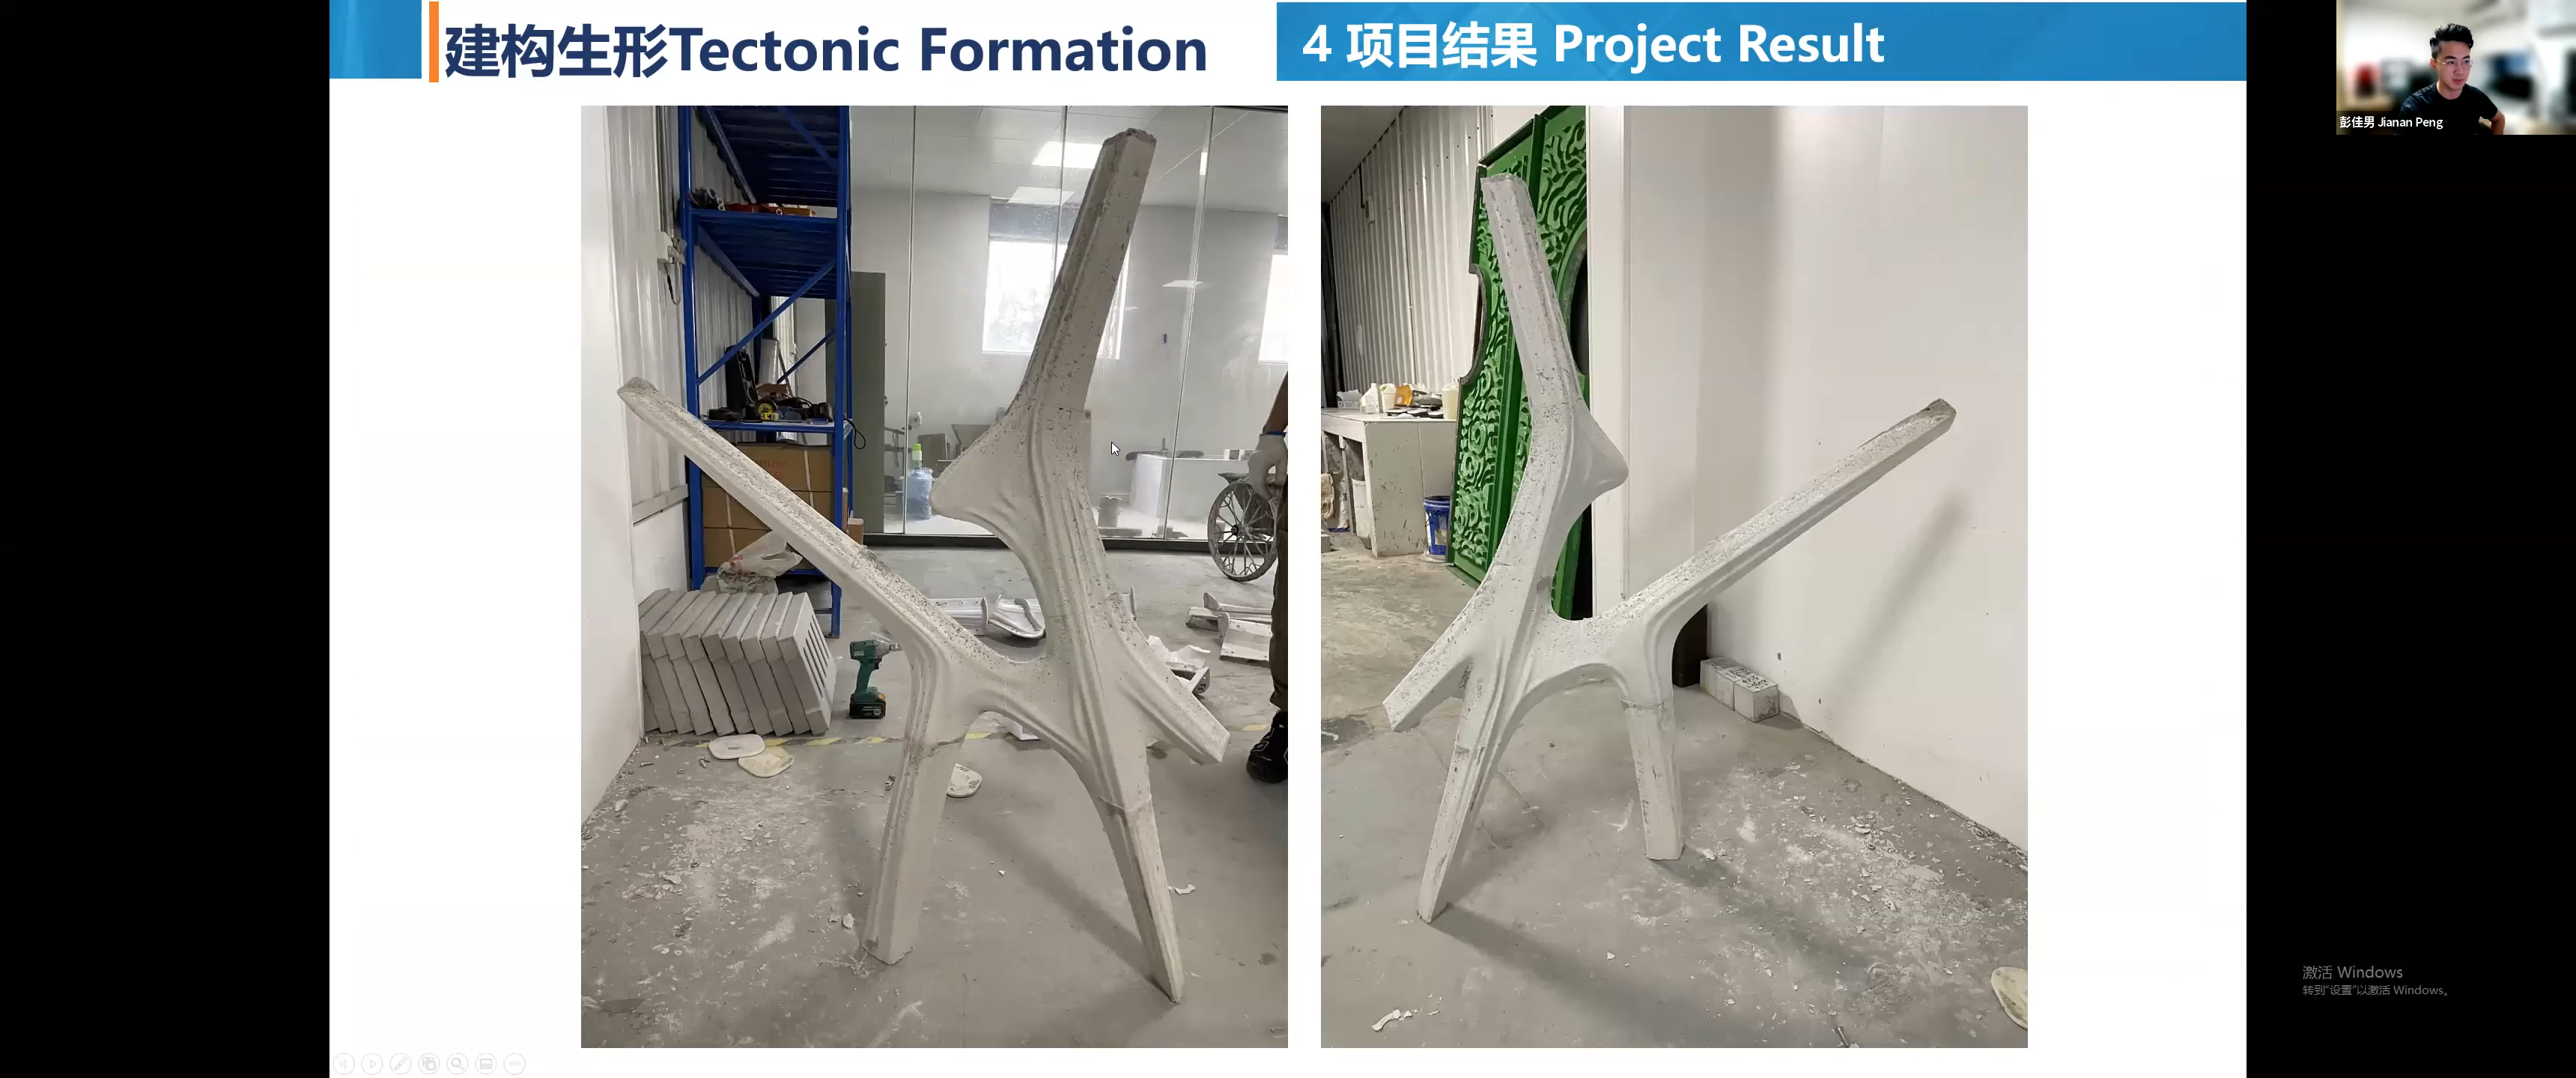 建构生形Tectonic Formation
4 项目结果 Project Result
彭佳男 Jianan Peng
激活 Windows
转到"设置"以激活 Windows。